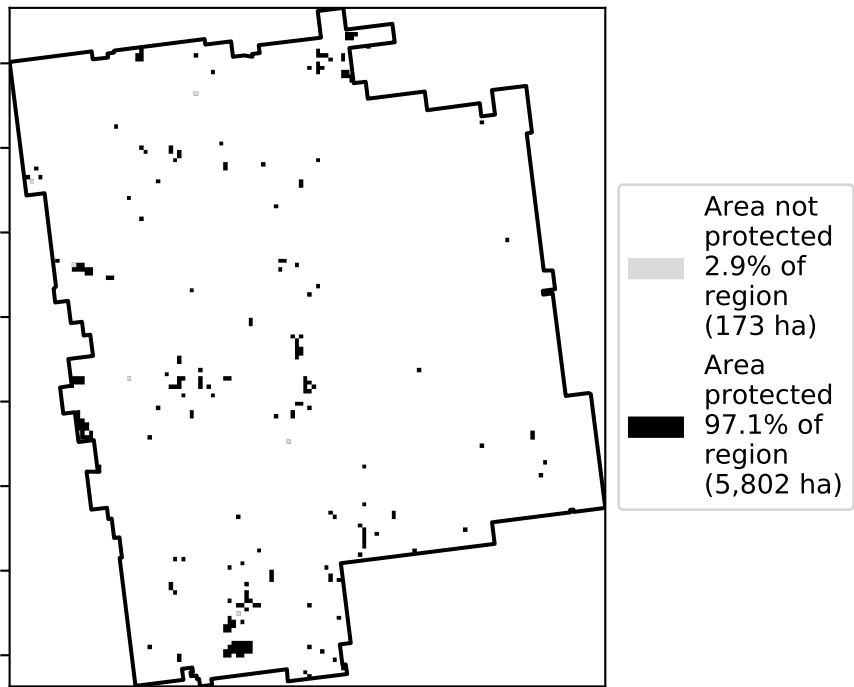 Area not
protected
2.9% of
region
(173 ha)
Area
protected
97.1% of
region
(5,802 ha)